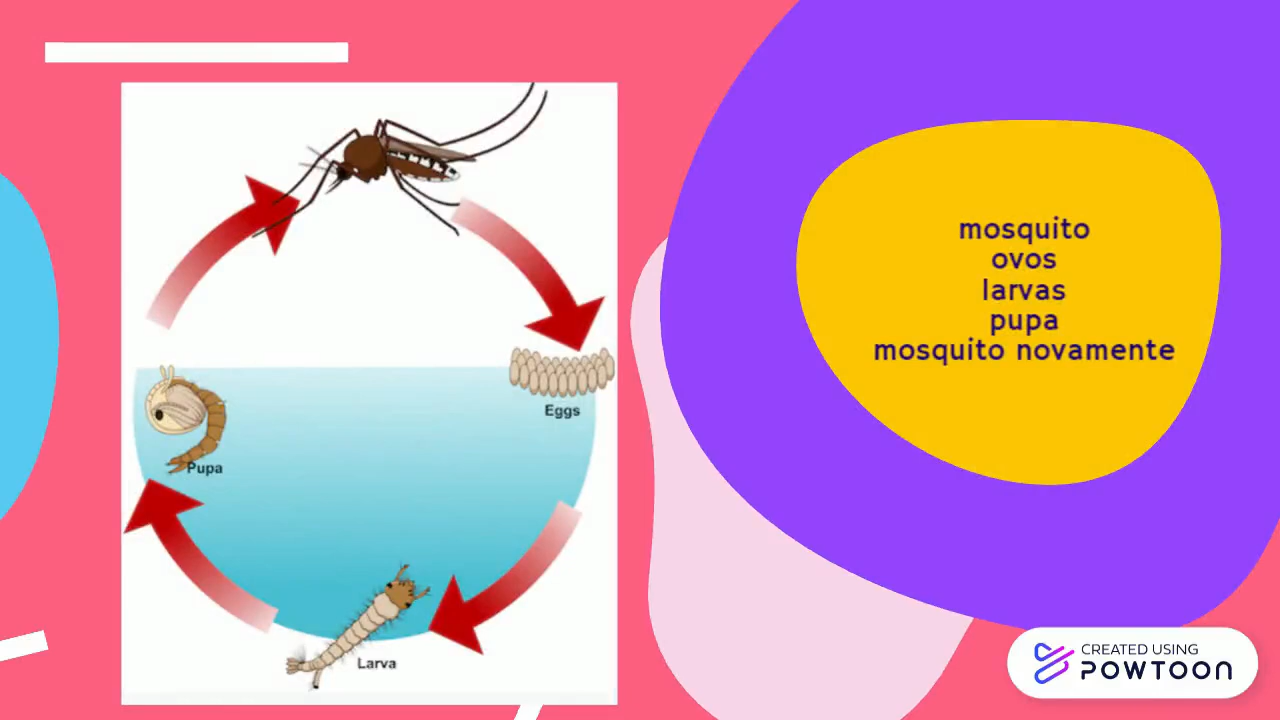 Eggs
Pupa
Larva
mosquito
ovos
larvas
pupa
mosquito novamente
CREATED USING
POWTOON